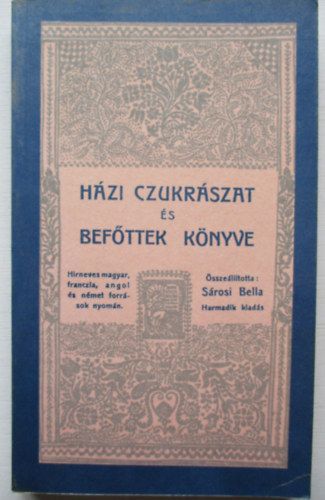 HÁZI CZUKRÁSZAT
ÉS
BEFŐTTEK KÖNYVE
Hírneves magyar,
franczia, angol
és német forrá-
sok nyomán.
Összeállította:
Sárosi Bella
Harmadik kiadás